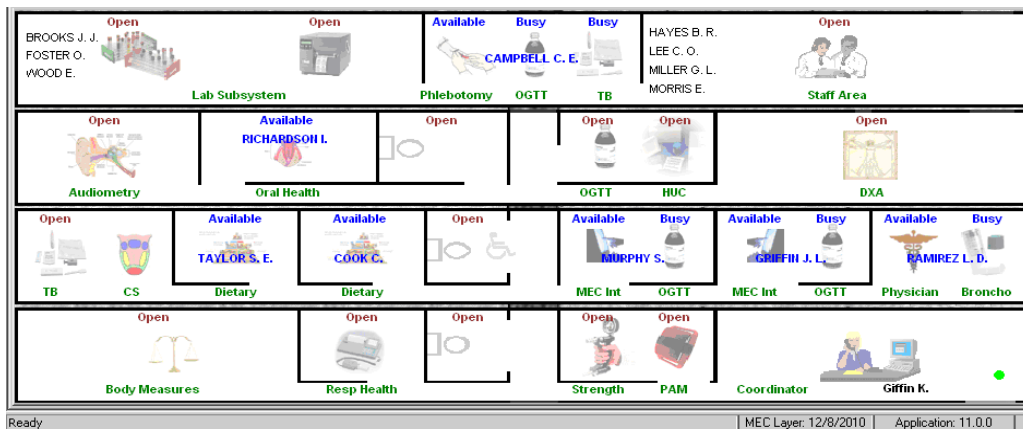 Open Open Available Busy Busy Open
BROOKS J. J.
FOSTER O.
WOOD E.
CAMPBELL C. E.
HAYES B. R.
LEE C. O.
MILLER G. L.
MORRIS E.
Lab Subsystem Phlebotomy OGTT TB Staff Area
Open Available Open Open Open Open
RICHARDSON I.
Audiometry Oral Health OGTT HUC DXA
Open Available Available Open Available Busy Available Busy Available Busy
TAYLOR S. E. COOK C. MURPHY S. GRIFFIN J. L. RAMIREZ L. D.
TB CS Dietary Dietary MEC Int OGTT MEC Int OGTT Physician Broncho
Open Open Open Open Open
Body Measures Resp Health Strength PAM Coordinator Giffin K.
Ready MEC Layer: 12/8/2010 Application: 11.0.0